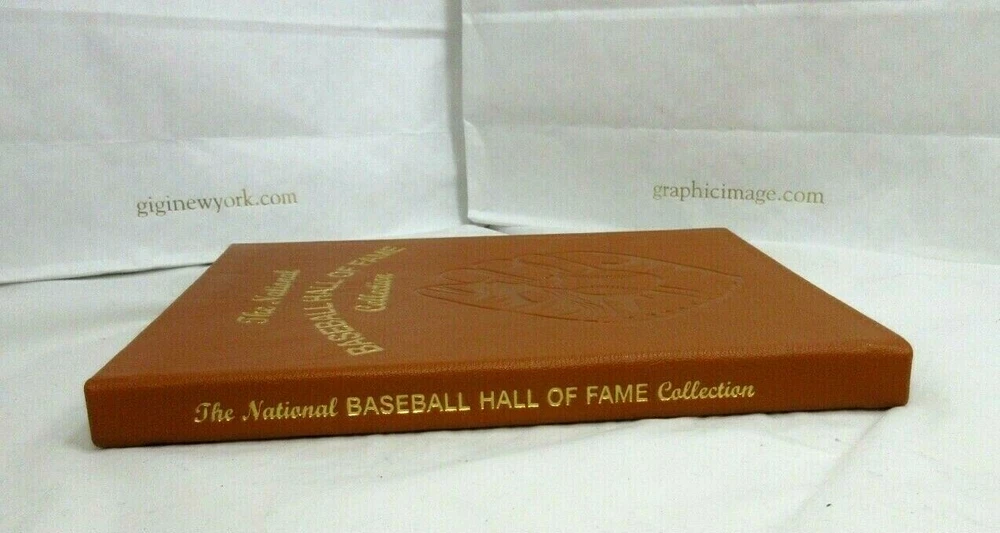 giginewyork.com
graphicimage.com
The National
BASEBALL HALL OF FAME
Collection
The National BASEBALL HALL OF FAME Collection